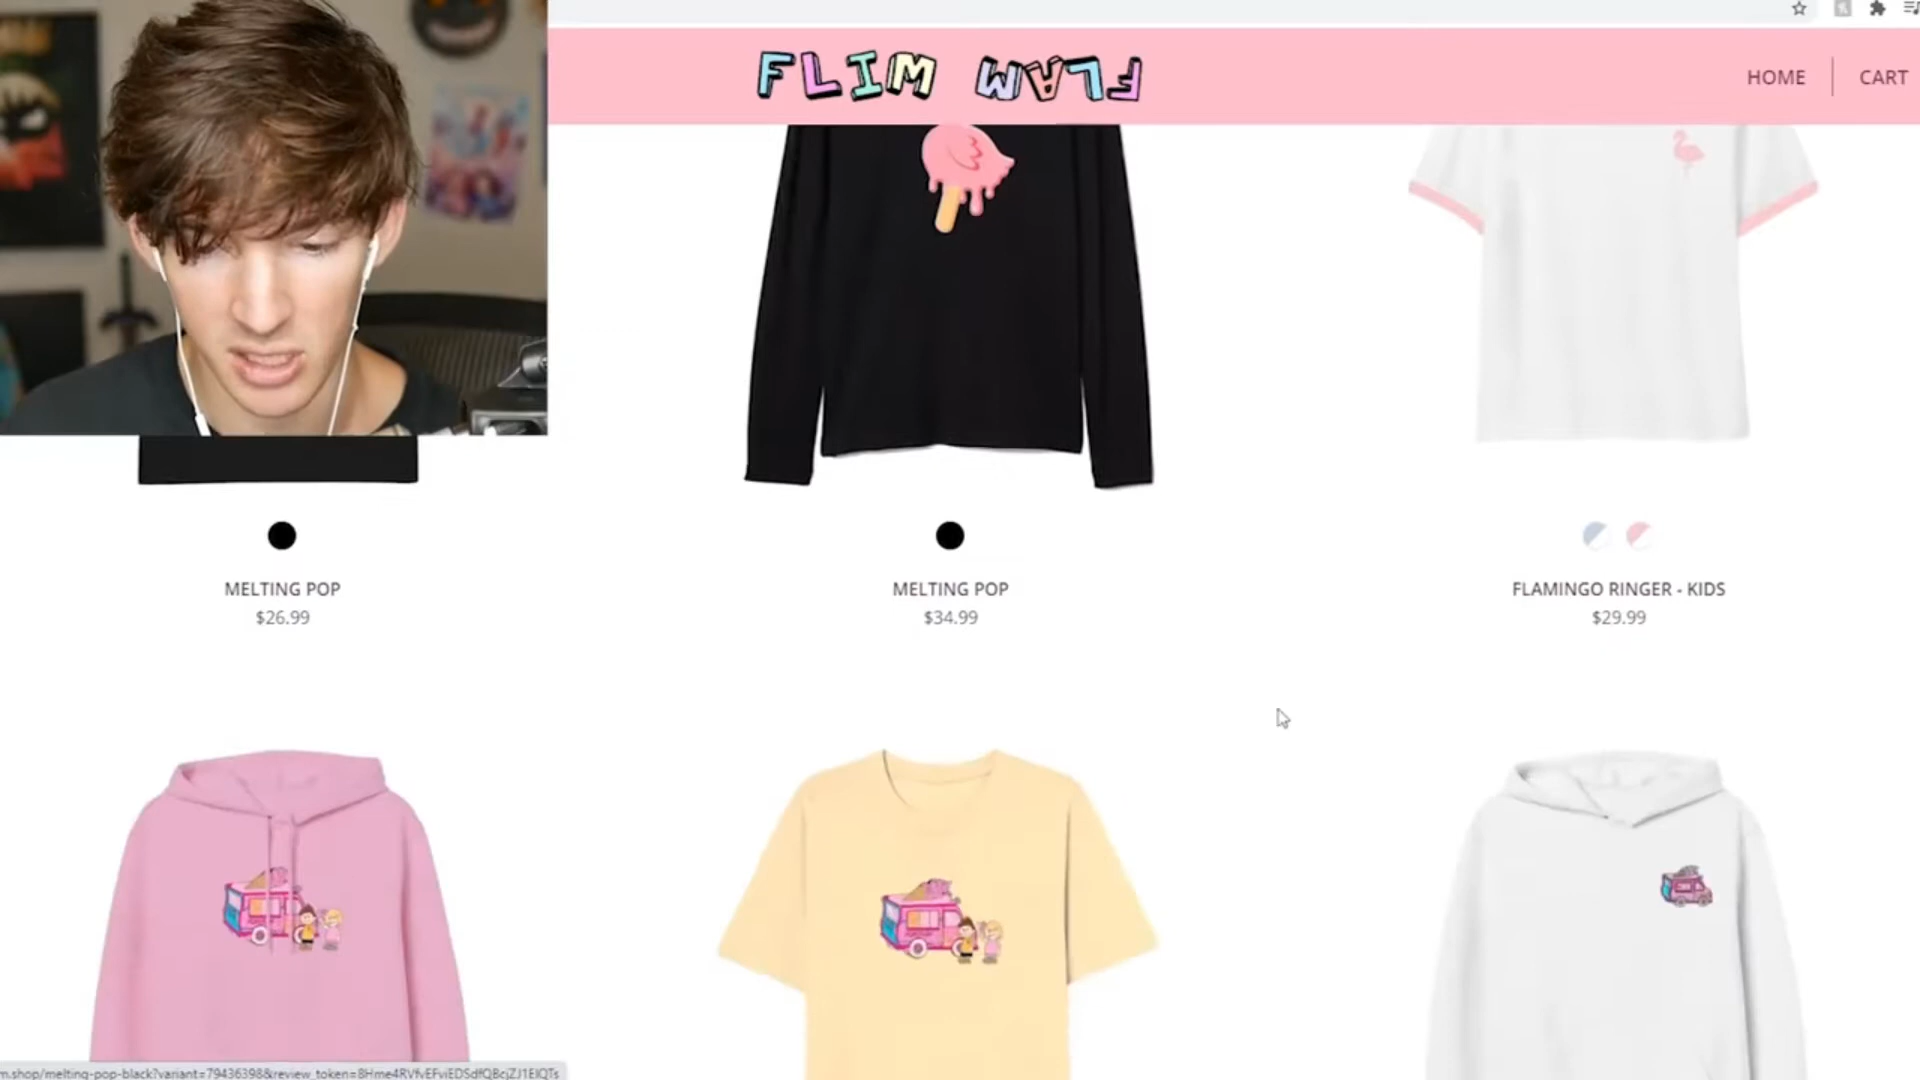 FLIM FLAM
HOME
CART
MELTING POP
$26.99
MELTING POP
$34.99
FLAMINGO RINGER - KIDS
$29.99